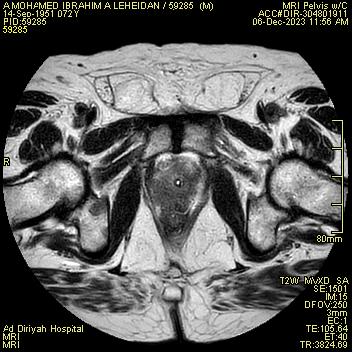 A MOHAMED IBRAHIM A LEHEIDAN / 59285 (M)
14-Sep-1951 072Y
PID:59285
59285
MRI Pelvis w/C
ACC#DIR-304801911
06-Dec-2023 11:56 AM
R
80mm
T2W_MVXD_SA
SE:1501
IM:15
DFOV:250
3mm
EC:1
TE:105.64
ET:40
TR:3824.69
Ad Diriyah Hospital
MRI
MRI